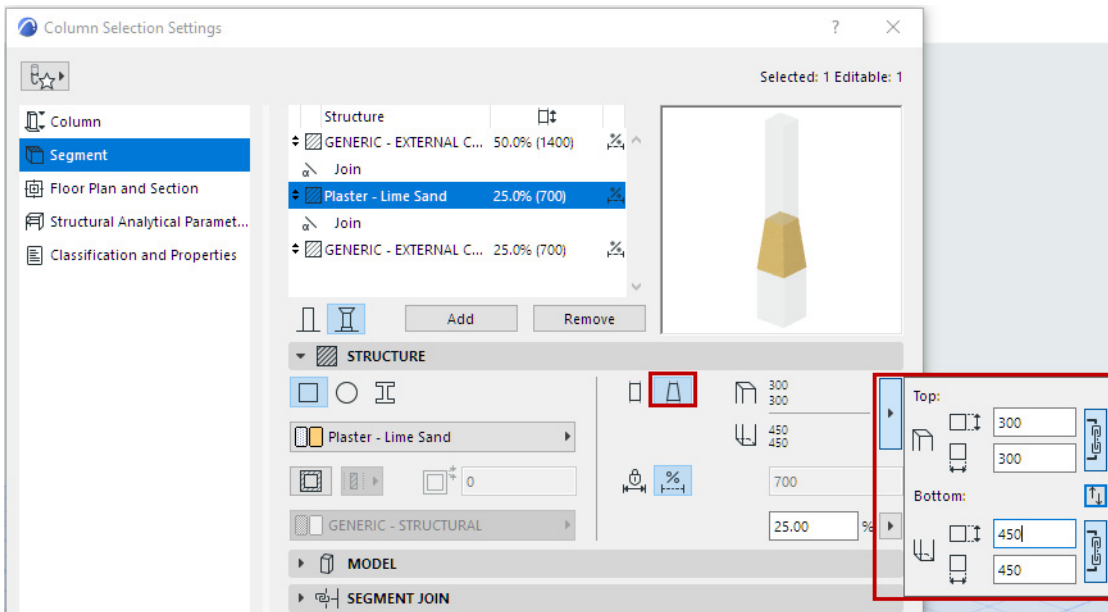 Column Selection Settings
?
Selected: 1 Editable: 1
Column
Segment
Floor Plan and Section
Structural Analytical Paramet...
Classification and Properties
Structure
GENERIC - EXTERNAL C... 50.0% (1400)
α Join
Plaster - Lime Sand 25.0% (700)
α Join
GENERIC - EXTERNAL C... 25.0% (700)
Add Remove
STRUCTURE
300
300
Plaster - Lime Sand
450
450
0
% 700
GENERIC - STRUCTURAL
25.00 %
MODEL
SEGMENT JOIN
Top:
300
300
Bottom:
450
450